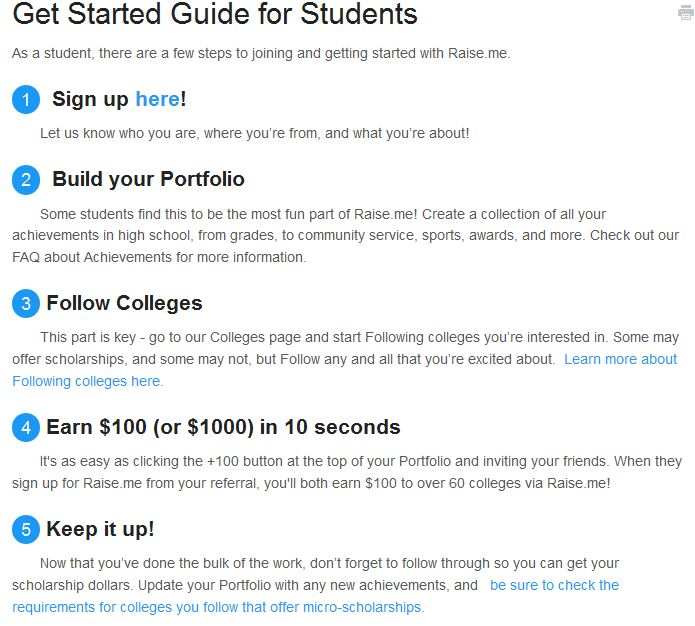 Get Started Guide for Students
As a student, there are a few steps to joining and getting started with Raise.me.
1 Sign up here!
Let us know who you are, where you’re from, and what you’re about!
2 Build your Portfolio
Some students find this to be the most fun part of Raise.me! Create a collection of all your
achievements in high school, from grades, to community service, sports, awards, and more. Check out our
FAQ about Achievements for more information.
3 Follow Colleges
This part is key - go to our Colleges page and start Following colleges you’re interested in. Some may
offer scholarships, and some may not, but Follow any and all that you’re excited about. Learn more about
Following colleges here.
4 Earn $100 (or $1000) in 10 seconds
It's as easy as clicking the +100 button at the top of your Portfolio and inviting your friends. When they
sign up for Raise.me from your referral, you'll both earn $100 to over 60 colleges via Raise.me!
5 Keep it up!
Now that you’ve done the bulk of the work, don’t forget to follow through so you can get your
scholarship dollars. Update your Portfolio with any new achievements, and be sure to check the
requirements for colleges you follow that offer micro-scholarships.